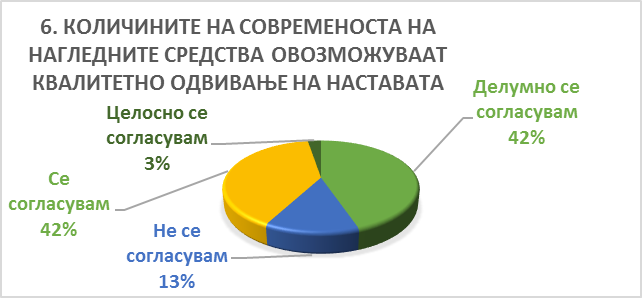 6. КОЛИЧИНИТЕ НА СОВРЕМЕНОСТА НА
НАГЛЕДНИТЕ СРЕДСТВА ОВОЗМОЖУВААТ
КВАЛИТЕТНО ОДВИВАЊЕ НА НАСТАВАТА
Делумно се
согласувам
42%
Целосно се
согласувам
3%
Се
согласувам
42%
Не се
согласувам
13%